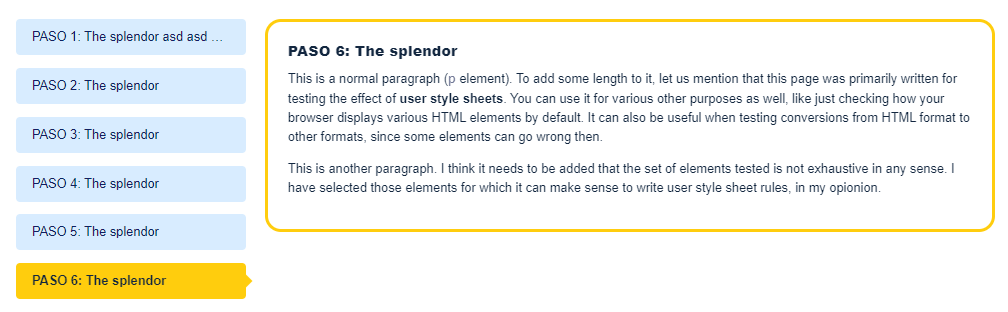 PASO 1: The splendor asd asd ...
PASO 2: The splendor
PASO 3: The splendor
PASO 4: The splendor
PASO 5: The splendor
PASO 6: The splendor
PASO 6: The splendor
This is a normal paragraph (p element). To add some length to it, let us mention that this page was primarily written for
testing the effect of user style sheets. You can use it for various other purposes as well, like just checking how your
browser displays various HTML elements by default. It can also be useful when testing conversions from HTML format to
other formats, since some elements can go wrong then.
This is another paragraph. I think it needs to be added that the set of elements tested is not exhaustive in any sense. I
have selected those elements for which it can make sense to write user style sheet rules, in my opionion.